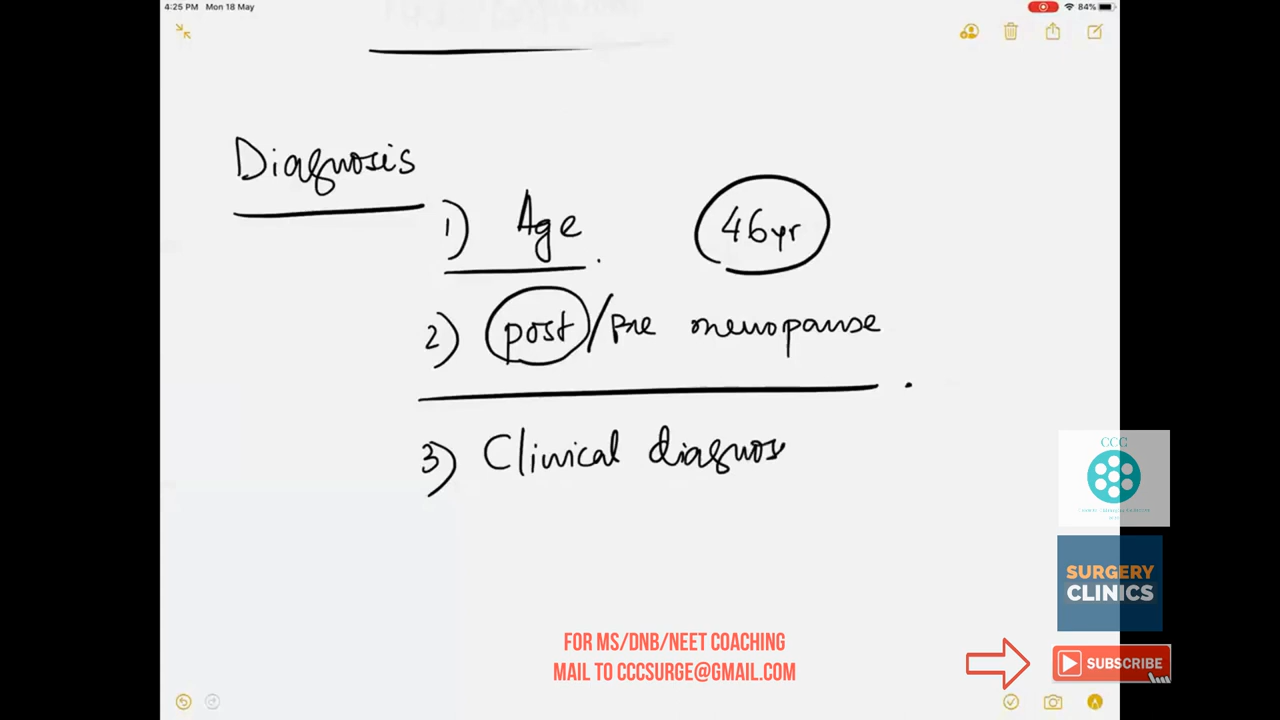 4:25 PM Mon 18 May
84%
Diagnosis
1) Age 46yr
2) post/pre menopause
3) Clinical diagnos
CCC
SURGERY
CLINICS
FOR MS/DNB/NEET COACHING
MAIL TO CCCSURGE@GMAIL.COM
SUBSCRIBE